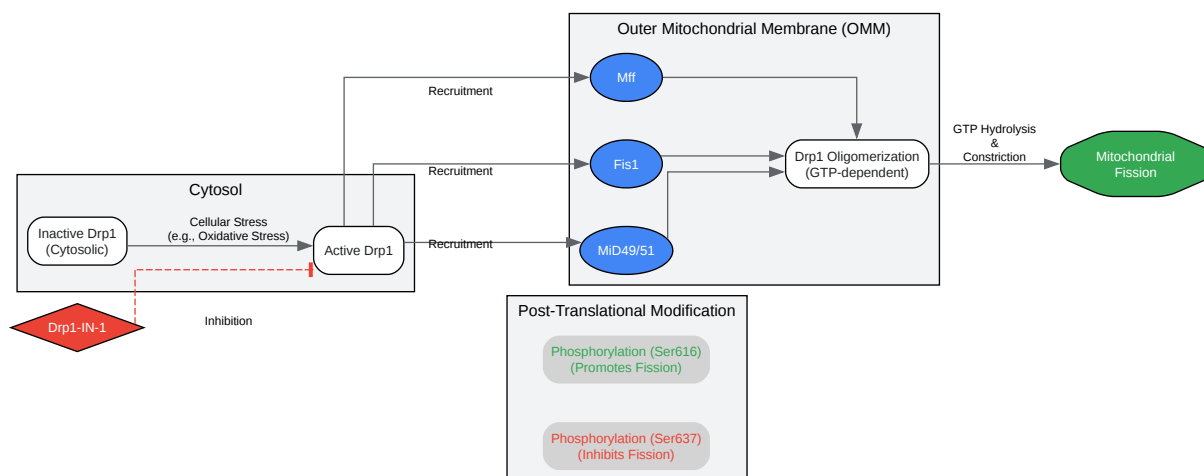 Outer Mitochondrial Membrane (OMM)
Mff
Recruitment
GTP Hydrolysis
&
Constriction
Fis1
Recruitment
Drp1 Oligomerization
(GTP-dependent)
Mitochondrial
Fission
Cytosol
Inactive Drp1
(Cytosolic)
Cellular Stress
(e.g., Oxidative Stress)
Active Drp1
Recruitment
MiD49/51
Drp1-IN-1
Inhibition
Post-Translational Modification
Phosphorylation (Ser616)
(Promotes Fission)
Phosphorylation (Ser637)
(Inhibits Fission)